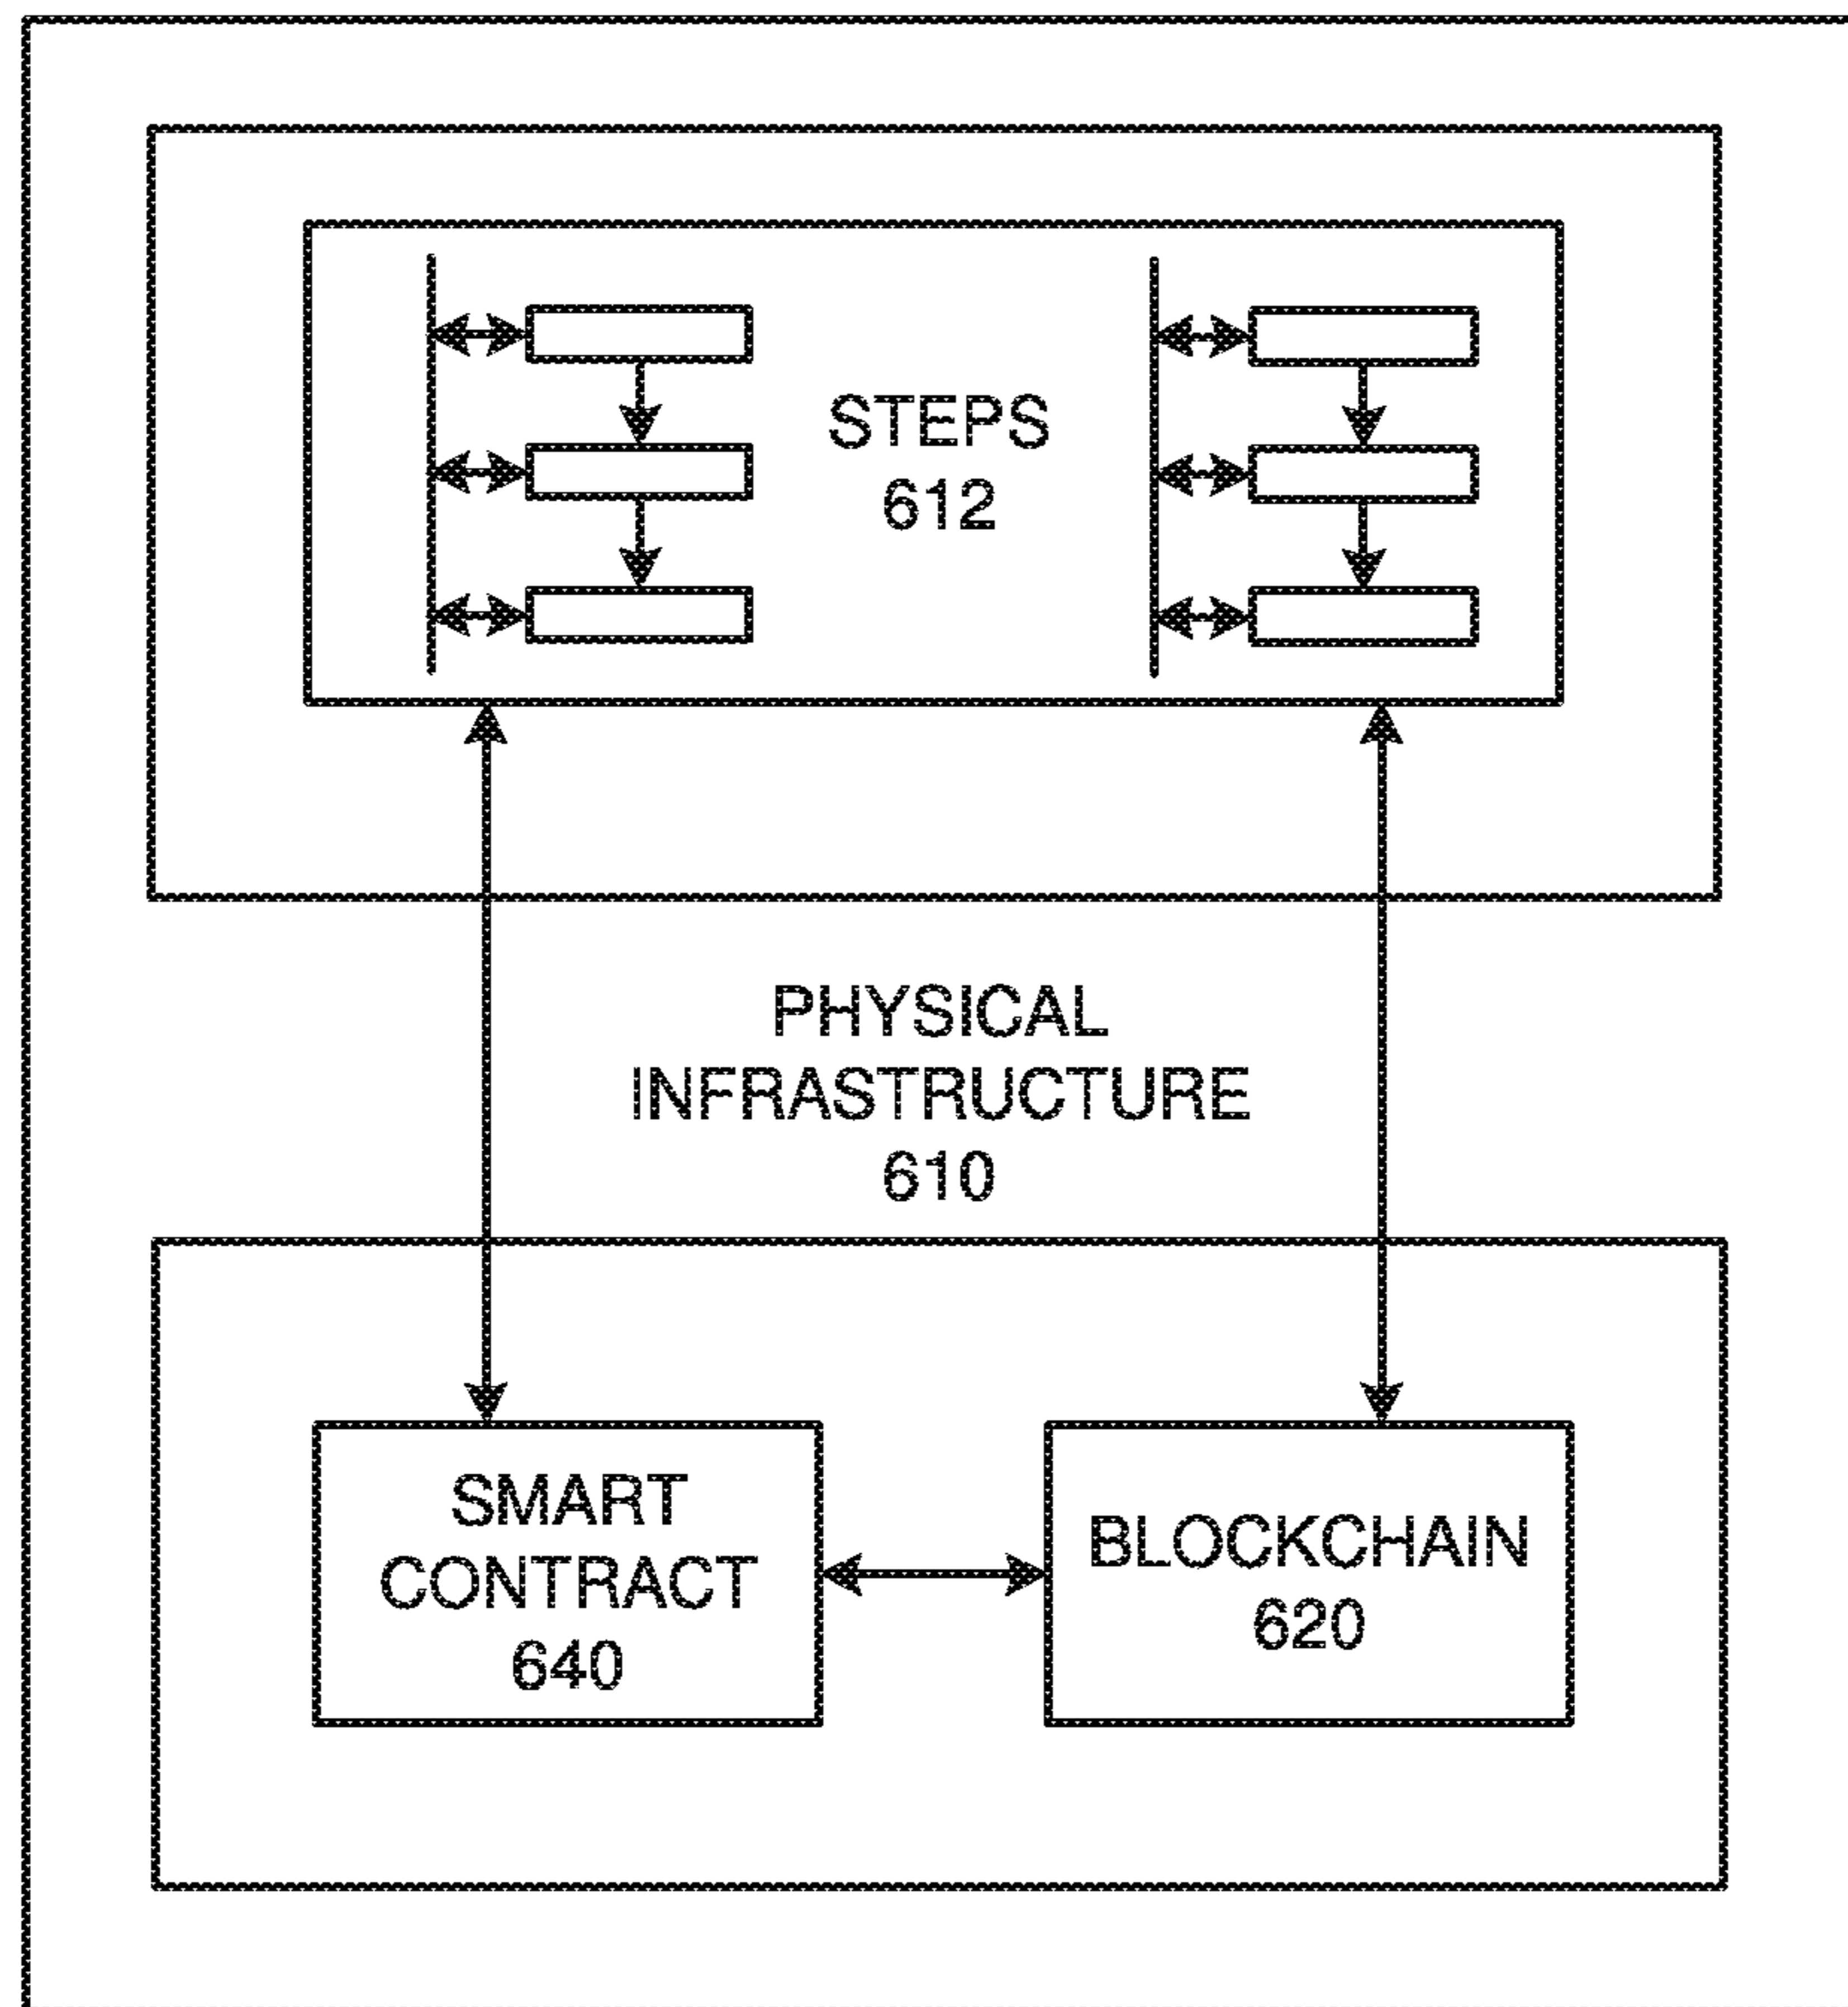 STEPS
612
PHYSICAL
INFRASTRUCTURE
610
SMART
CONTRACT
640
BLOCKCHAIN
620